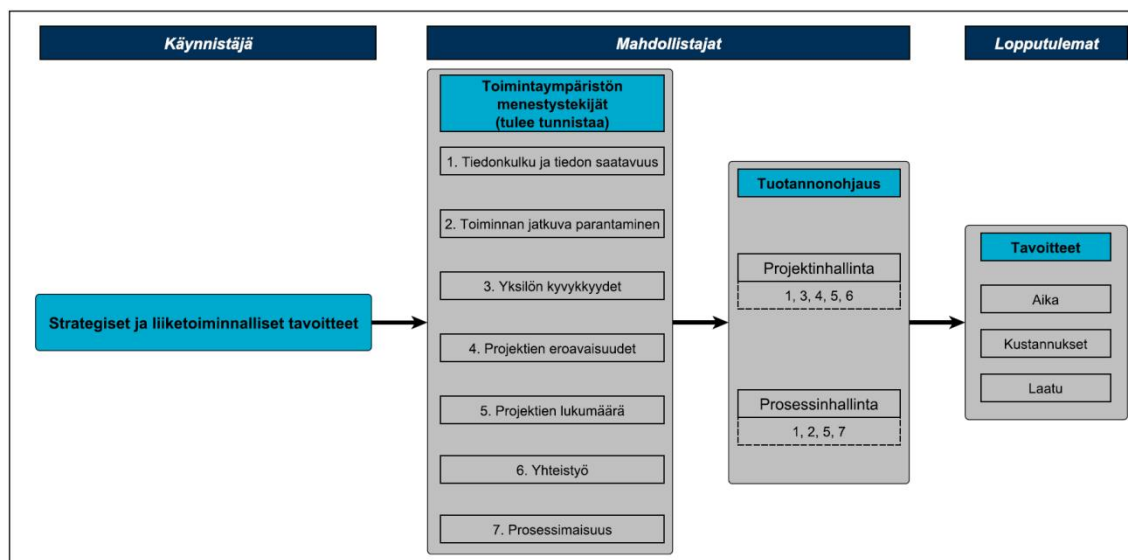 Käynnistäjä
Mahdollistajat
Lopputulemat
Strategiset ja liiketoiminnalliset tavoitteet
Toimintaympäristön
menestystekijät
(tulee tunnistaa)
1. Tiedonkulku ja tiedon saatavuus
2. Toiminnan jatkuva parantaminen
3. Yksilön kyvykkyydet
4. Projektien eroavaisuudet
5. Projektien lukumäärä
6. Yhteistyö
7. Prosessimaisuus
Tuotannonohjaus
Projektinhallinta
1, 3, 4, 5, 6
Prosessinhallinta
1, 2, 5, 7
Tavoitteet
Aika
Kustannukset
Laatu